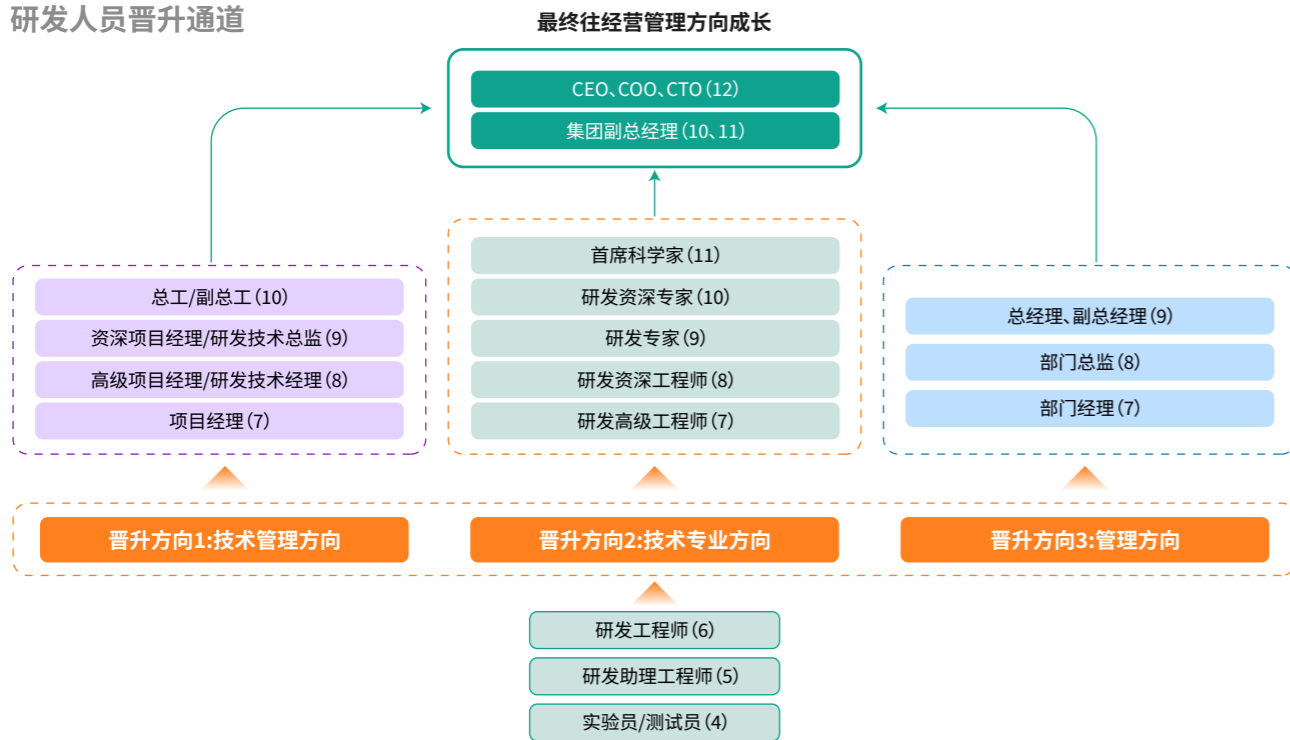 研发人员晋升通道
最终往经营管理方向成长
CEO、COO、CTO(12)
集团副总经理(10、11)
总工/副总工(10)
资深项目经理/研发技术总监(9)
高级项目经理/研发技术经理(8)
项目经理(7)
首席科学家(11)
研发资深专家(10)
研发专家(9)
研发资深工程师(8)
研发高级工程师(7)
总经理、副总经理(9)
部门总监(8)
部门经理(7)
晋升方向1:技术管理方向
晋升方向2:技术专业方向
晋升方向3:管理方向
研发工程师(6)
研发助理工程师(5)
实验员/测试员(4)